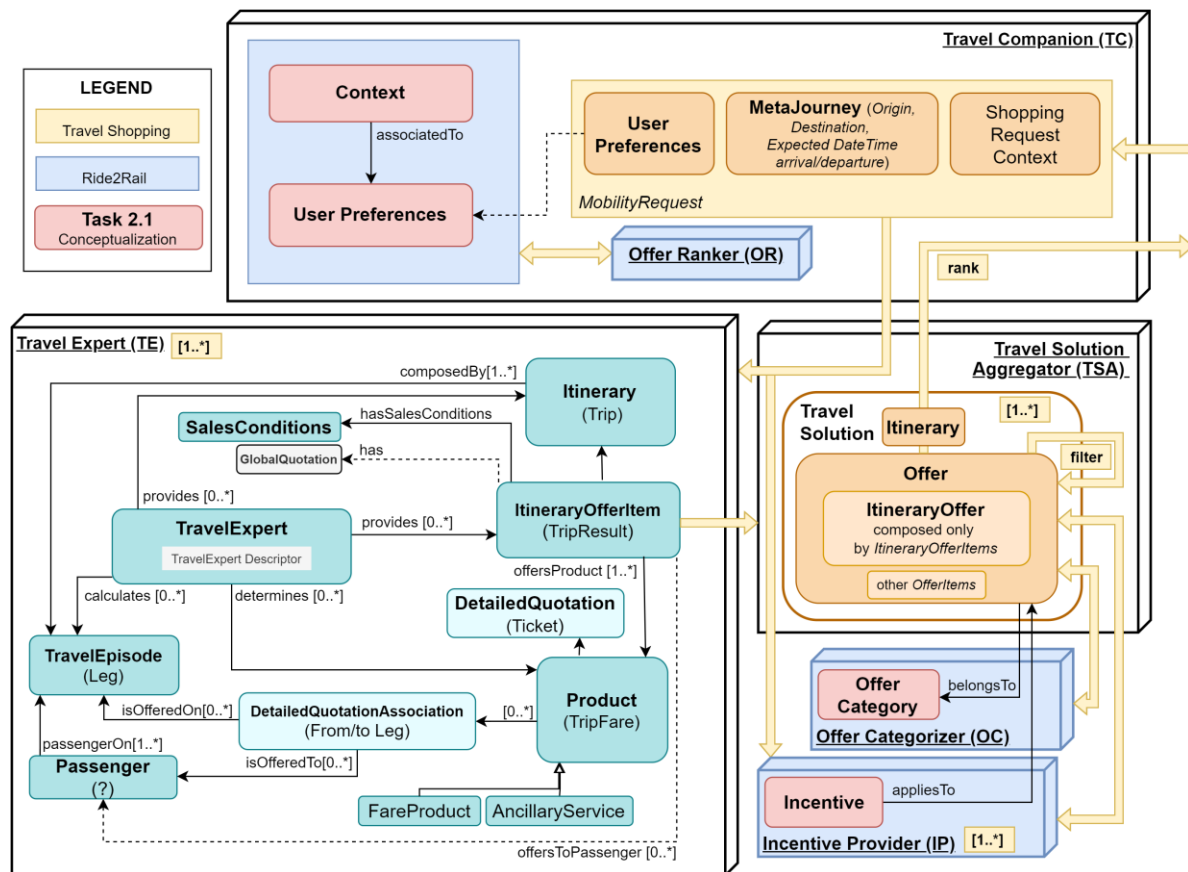 Travel Companion (TC)
LEGEND
Travel Shopping
Ride2Rail
Task 2.1
Conceptualization
Context
associatedTo
User Preferences
User
Preferences
MetaJourney (Origin,
Destination,
Expected DateTime
arrival/departure)
Shopping
Request
Context
MobilityRequest
Offer Ranker (OR)
rank
Travel Expert (TE)
[1..*]
composedBy[1..*]
Itinerary
(Trip)
hasSalesConditions
SalesConditions
GlobalQuotation
has
provides [0..*]
TravelExpert
TravelExpert Descriptor
provides [0..*]
ItineraryOfferItem
(TripResult)
offersProduct [1..*]
calculates [0..*]
determines [0..*]
DetailedQuotation
(Ticket)
TravelEpisode
(Leg)
Product
(TripFare)
isOfferedOn[0..*]
DetailedQuotationAssociation
(From/to Leg)
[0..*]
passengerOn[1..*]
isOfferedTo[0..*]
Passenger
(?)
FareProduct
AncillaryService
offersToPassenger [0..*]
Travel Solution
Aggregator (TSA)
[1..*]
Travel
Solution
Itinerary
filter
Offer
ItineraryOffer
composed only
by ItineraryOfferItems
other OfferItems
Offer
Category
belongsTo
Offer Categorizer (OC)
Incentive
appliesTo
Incentive Provider (IP)
[1..*]